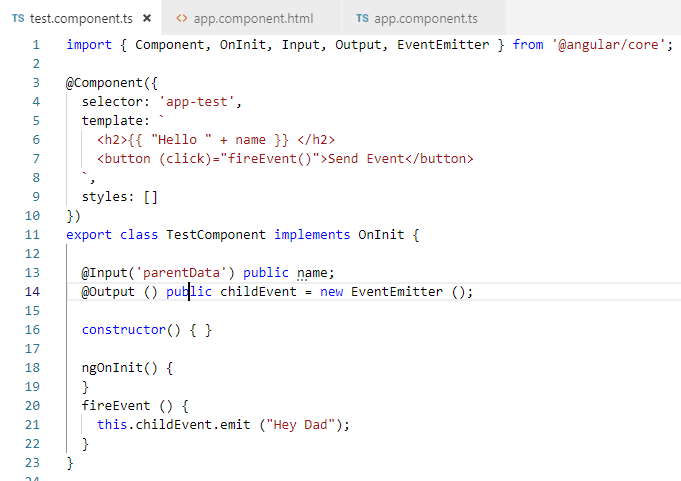 TS test.component.ts × <> app.component.html TS app.component.ts
1 import { Component, OnInit, Input, Output, EventEmitter } from '@angular/core';
2
3 @Component({
4   selector: 'app-test',
5   template: `
6     <h2>{{ "Hello " + name }} </h2>
7     <button (click)="fireEvent()">Send Event</button>
8   `,
9   styles: []
10 })
11 export class TestComponent implements OnInit {
12
13   @Input('parentData') public name;
14   @Output () public childEvent = new EventEmitter ();
15
16   constructor() { }
17
18   ngOnInit() {
19   }
20   fireEvent () {
21     this.childEvent.emit ("Hey Dad");
22   }
23 }
24